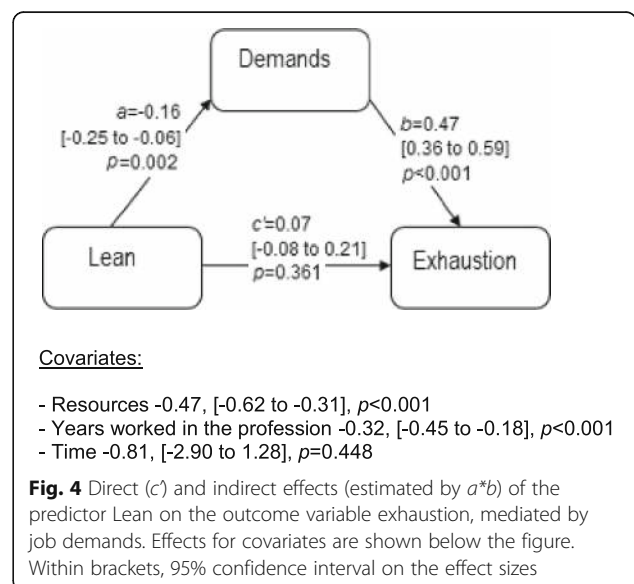 Demands
a=-0.16
[-0.25 to -0.06]
p=0.002
b=0.47
[0.36 to 0.59]
p<0.001
Lean
c'=0.07
[-0.08 to 0.21]
p=0.361
Exhaustion
Covariates:
- Resources -0.47, [-0.62 to -0.31], p<0.001
- Years worked in the profession -0.32, [-0.45 to -0.18], p<0.001
- Time -0.81, [-2.90 to 1.28], p=0.448
Fig. 4 Direct (c') and indirect effects (estimated by a*b) of the
predictor Lean on the outcome variable exhaustion, mediated by
job demands. Effects for covariates are shown below the figure.
Within brackets, 95% confidence interval on the effect sizes